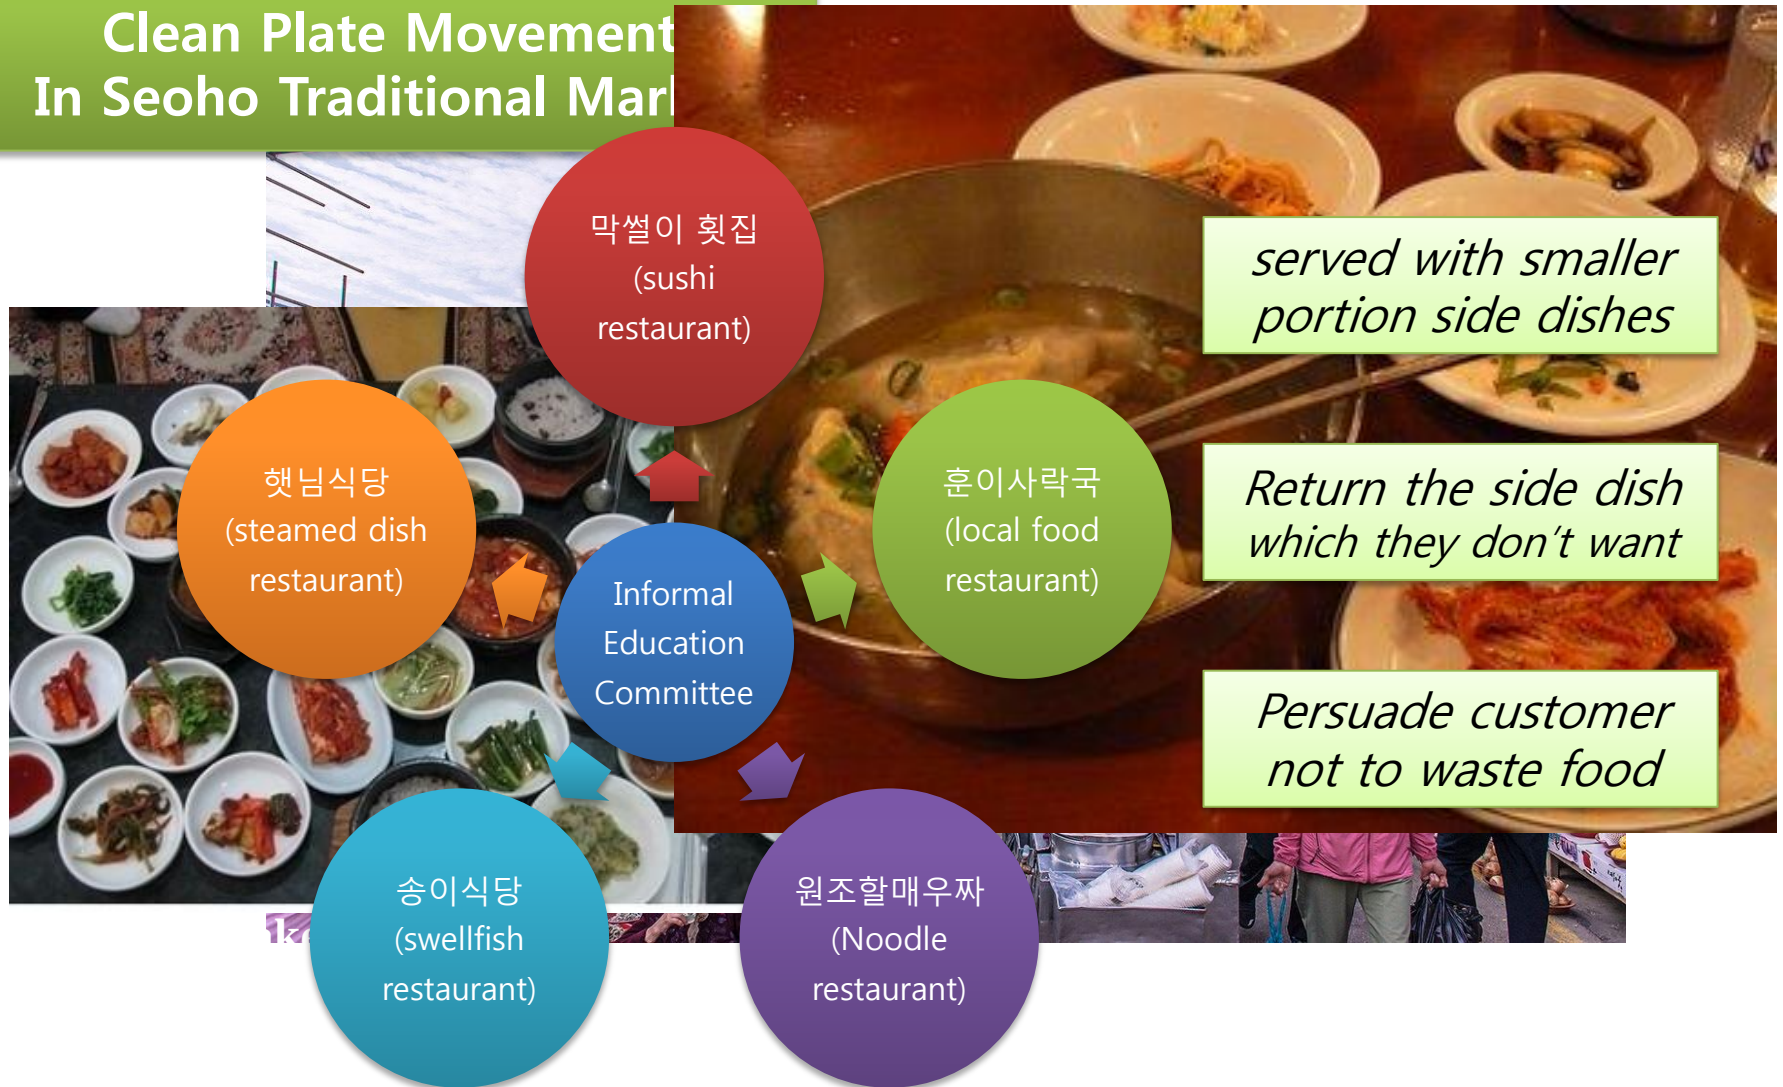 Clean Plate Movement
In Seoho Traditional
막썰이 횟집
(sushi
restaurant)
햇님식당
(steamed dish
restaurant)
훈이사락국
(local food
restaurant)
Informal
Education
Committee
송이식당
(swellfish
restaurant)
원조할매우짜
(Noodle
restaurant)
served with smaller
portion side dishes
Return the side dish
which they don't want
Persuade customer
not to waste food